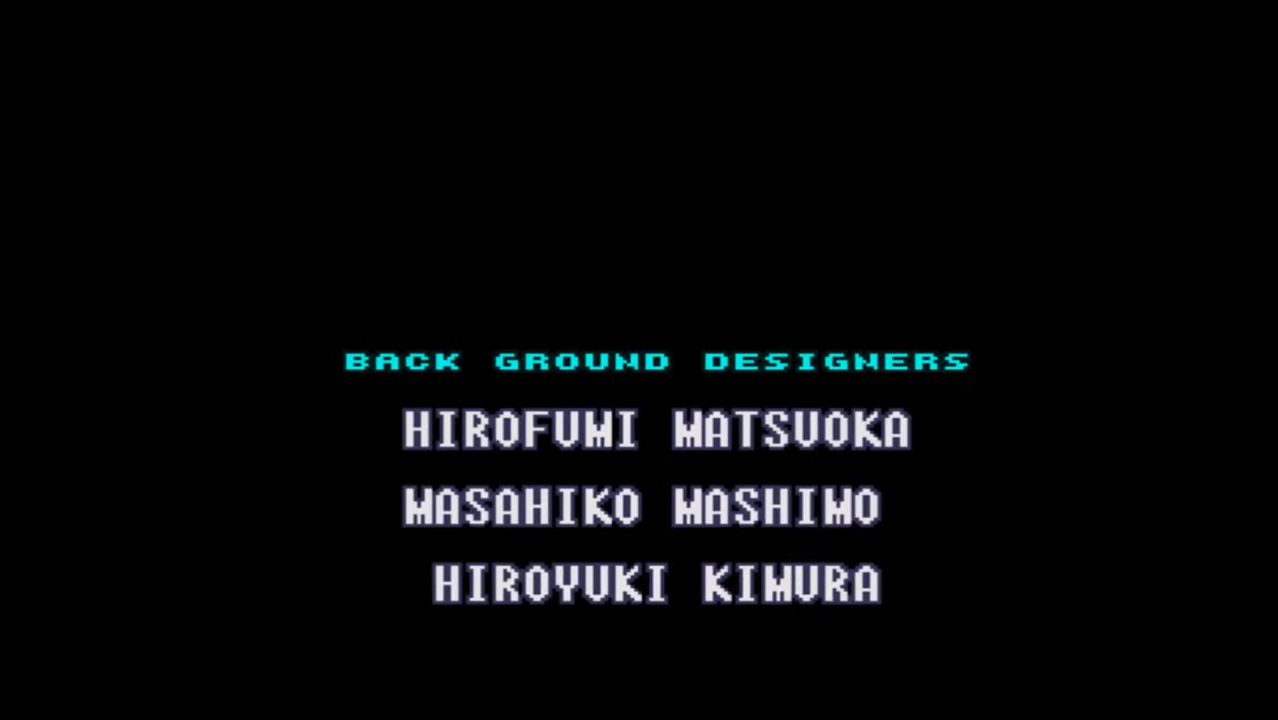 BACK GROUND DESIGNERS
HIROFUMI MATSUOKA
MASAHIKO MASHIMO
HIROYUKI KIMURA